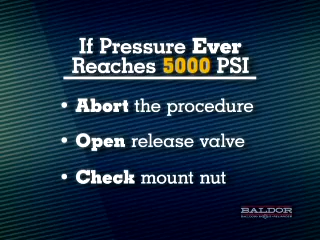 If Pressure Ever
Reaches 5000 PSI
• Abort the procedure
• Open release valve
• Check mount nut
BALDOR